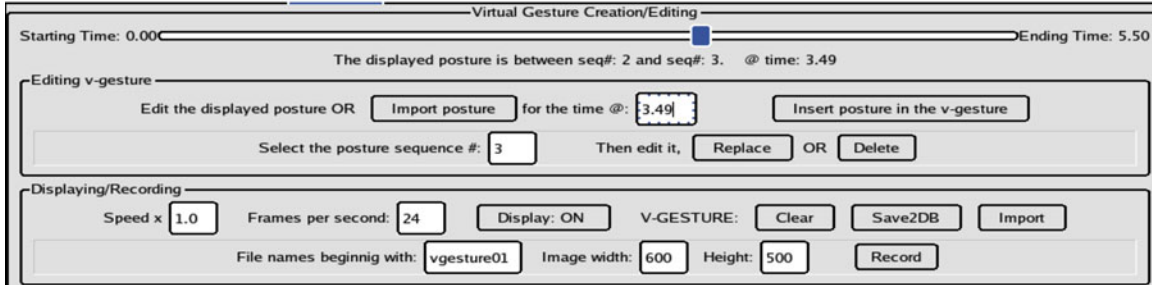 Virtual Gesture Creation/Editing
Starting Time: 0.00 Ending Time: 5.50
The displayed posture is between seq#: 2 and seq#: 3. @ time: 3.49
Editing v-gesture
Edit the displayed posture OR Import posture for the time @: 3.49 Insert posture in the v-gesture
Select the posture sequence #: 3 Then edit it, Replace OR Delete
Displaying/Recording
Speed x 1.0 Frames per second: 24 Display: ON V-GESTURE: Clear Save2DB Import
File names beginnig with: vgesture01 Image width: 600 Height: 500 Record